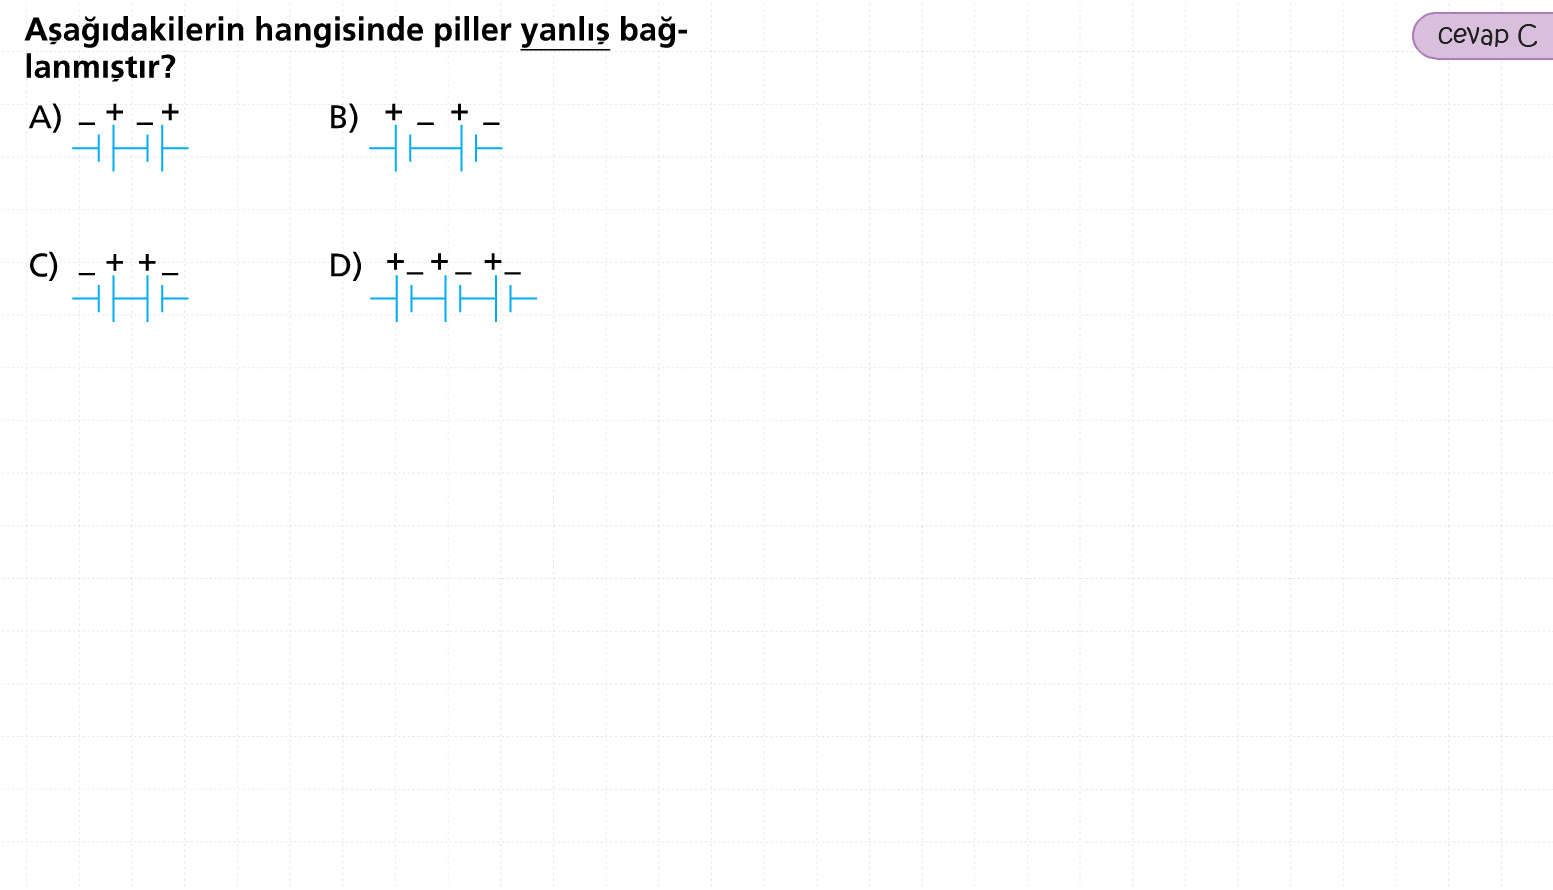 Aşağıdakilerin hangisinde piller yanlış bağ-
lanmıştır?
cevap C
A) – + – +
B) + – + –
C) – + + –
D) + – + – + –